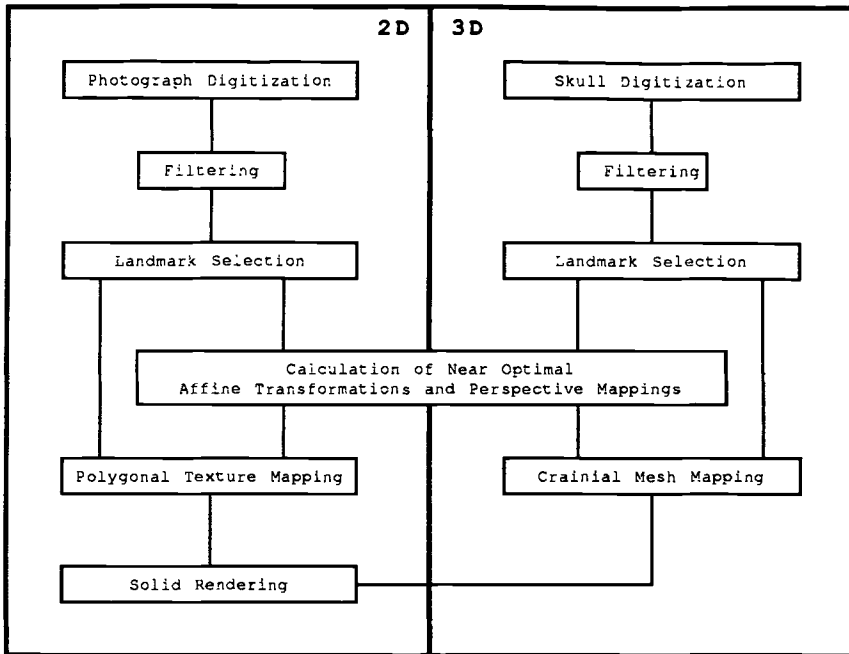 2D 3D
Photograph Digitization
Skull Digitization
Filtering
Filtering
Landmark Selection
Landmark Selection
Calculation of Near Optimal
Affine Transformations and Perspective Mappings
Polygonal Texture Mapping
Crainial Mesh Mapping
Solid Rendering